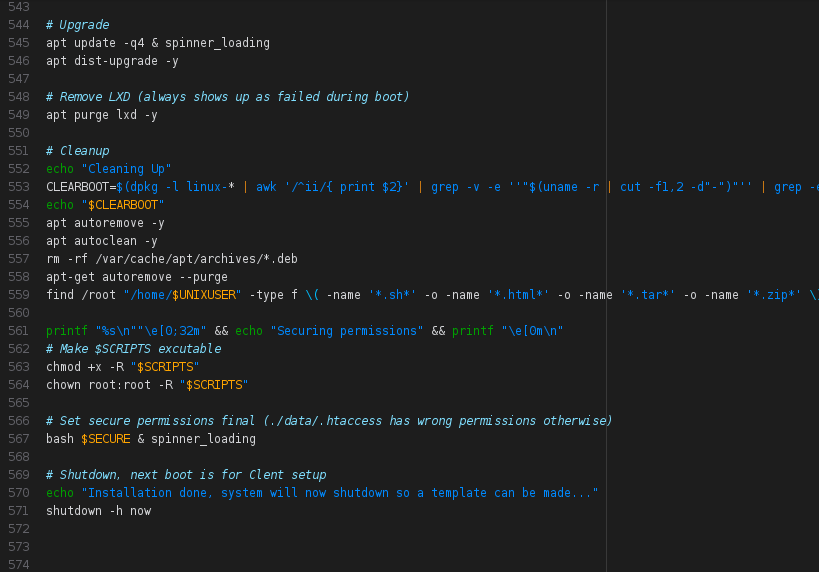 543
544 # Upgrade
545 apt update -q4 & spinner_loading
546 apt dist-upgrade -y
547
548 # Remove LXD (always shows up as failed during boot)
549 apt purge lxd -y
550
551 # Cleanup
552 echo "Cleaning Up"
553 CLEARBOOT=$(dpkg -l linux-* | awk '/^ii/{ print $2}' | grep -v -e ''"$(uname -r | cut -f1,2 -d"-")"'' | grep -e
554 echo "$CLEARBOOT"
555 apt autoremove -y
556 apt autoclean -y
557 rm -rf /var/cache/apt/archives/*.deb
558 apt-get autoremove --purge
559 find /root "/home/$UNIXUSER" -type f \( -name '*.sh*' -o -name '*.html*' -o -name '*.tar*' -o -name '*.zip*' \)
560
561 printf "%s\n""\e[0;32m" && echo "Securing permissions" && printf "\e[0m\n"
562 # Make $SCRIPTS excutable
563 chmod +x -R "$SCRIPTS"
564 chown root:root -R "$SCRIPTS"
565
566 # Set secure permissions final (./data/.htaccess has wrong permissions otherwise)
567 bash $SECURE & spinner_loading
568
569 # Shutdown, next boot is for Clent setup
570 echo "Installation done, system will now shutdown so a template can be made..."
571 shutdown -h now
572
573
574